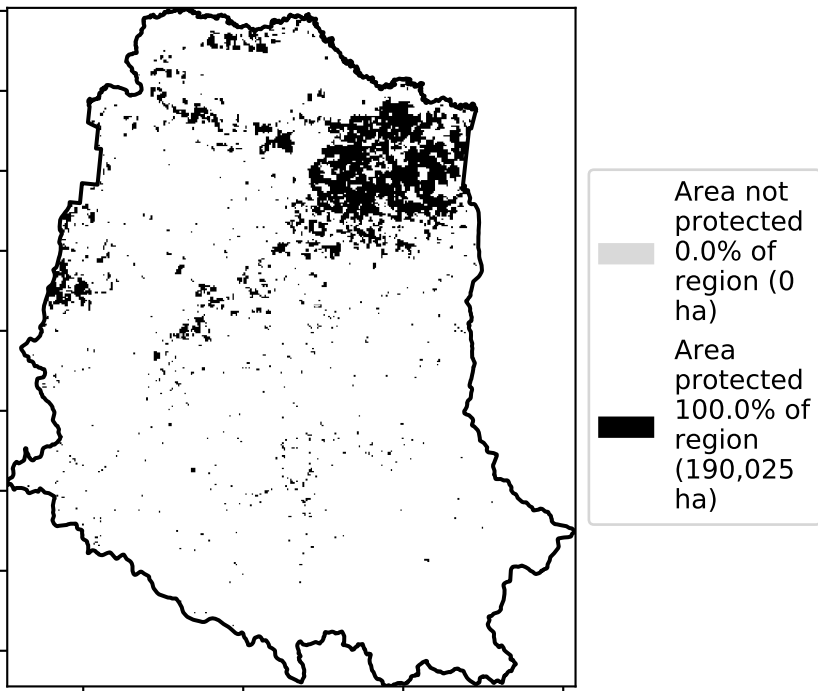 Area not
protected
0.0% of
region (0
ha)
Area
protected
100.0% of
region
(190,025
ha)